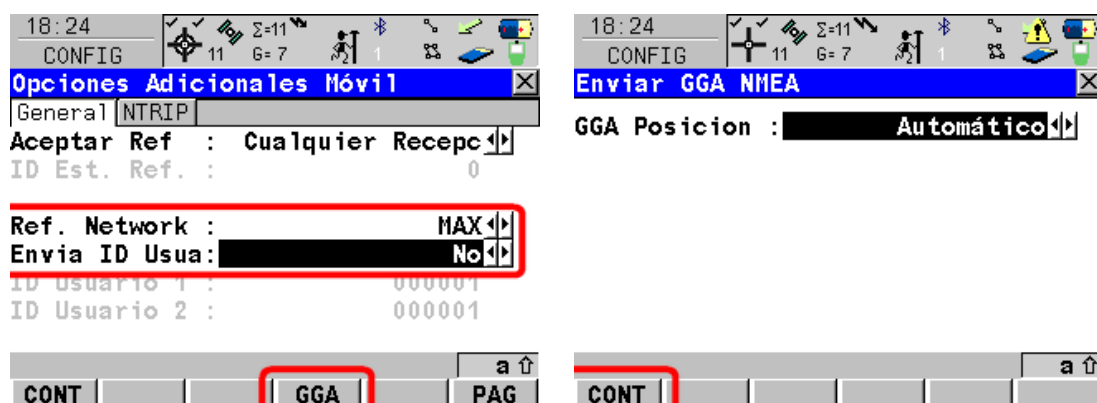 18:24
CONFIG
11
Σ=11
G= 7
1
Opciones Adicionales Móvil
General NTRIP
Aceptar Ref : Cualquier Recepc
ID Est. Ref. : 0
Ref. Network : MAX
Envia ID Usua: No
ID Usuario 1 : 000001
ID Usuario 2 : 000001
a
CONT GGA PAG
18:24
CONFIG
11
Σ=11
G= 7
1
Enviar GGA NMEA
GGA Posicion : Automático
a
CONT